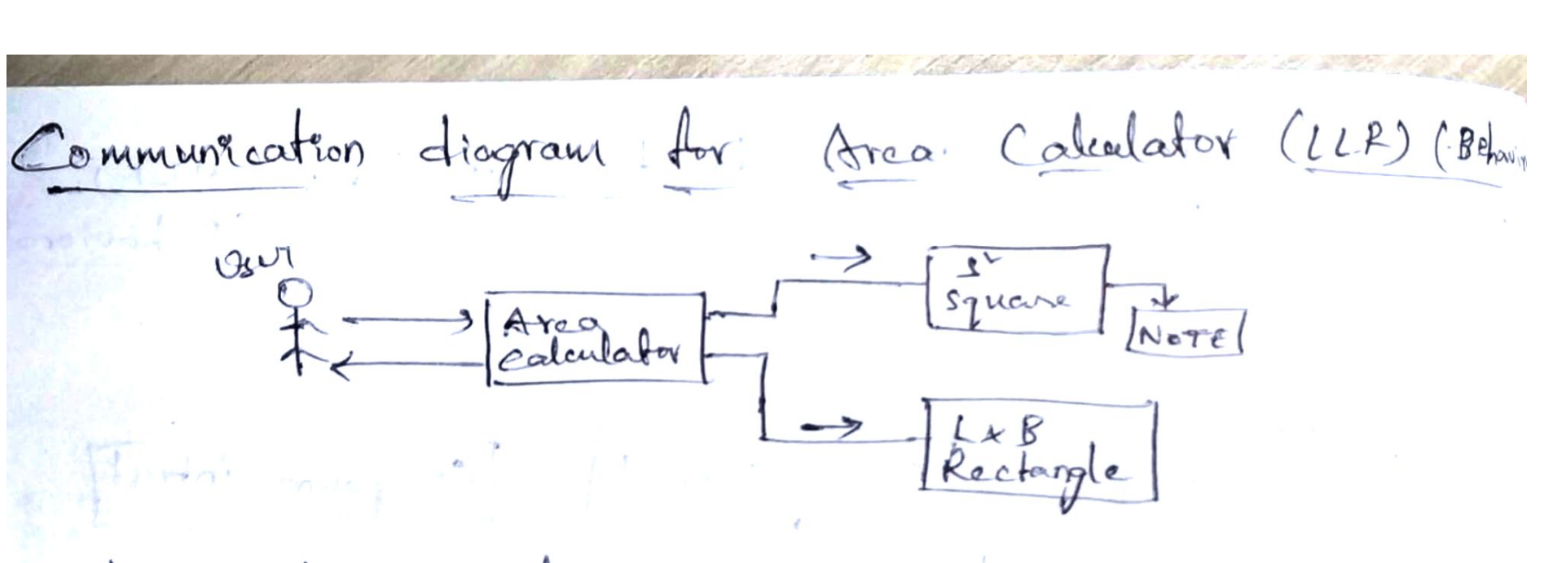 Communication diagram for Area Calculator (LLR) (Behavi
User
Area
Calculator
S²
Square
NOTE
L x B
Rectangle